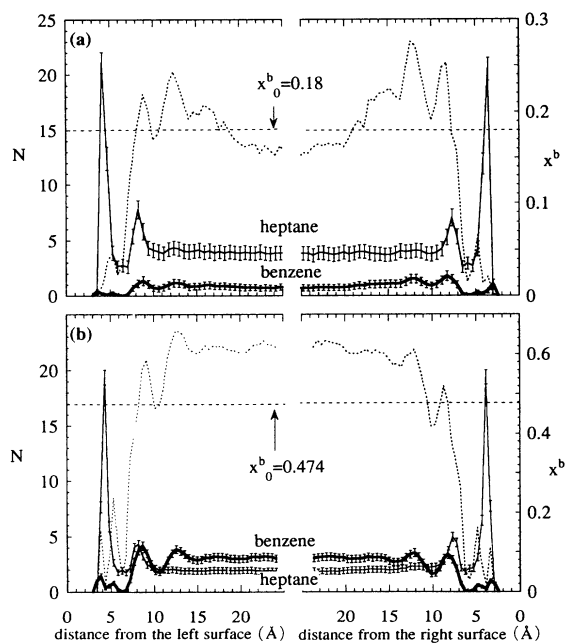 25
20
15
10
5
0
N
(a)
x^b_0=0.18
heptane
benzene
0.3
0.2
0.1
0
x^b
20
15
10
5
0
N
(b)
x^b_0=0.474
benzene
heptane
0.6
0.4
0.2
0
x^b
0 5 10 15 20
20 15 10 5 0
distance from the left surface (Å)
distance from the right surface (Å)